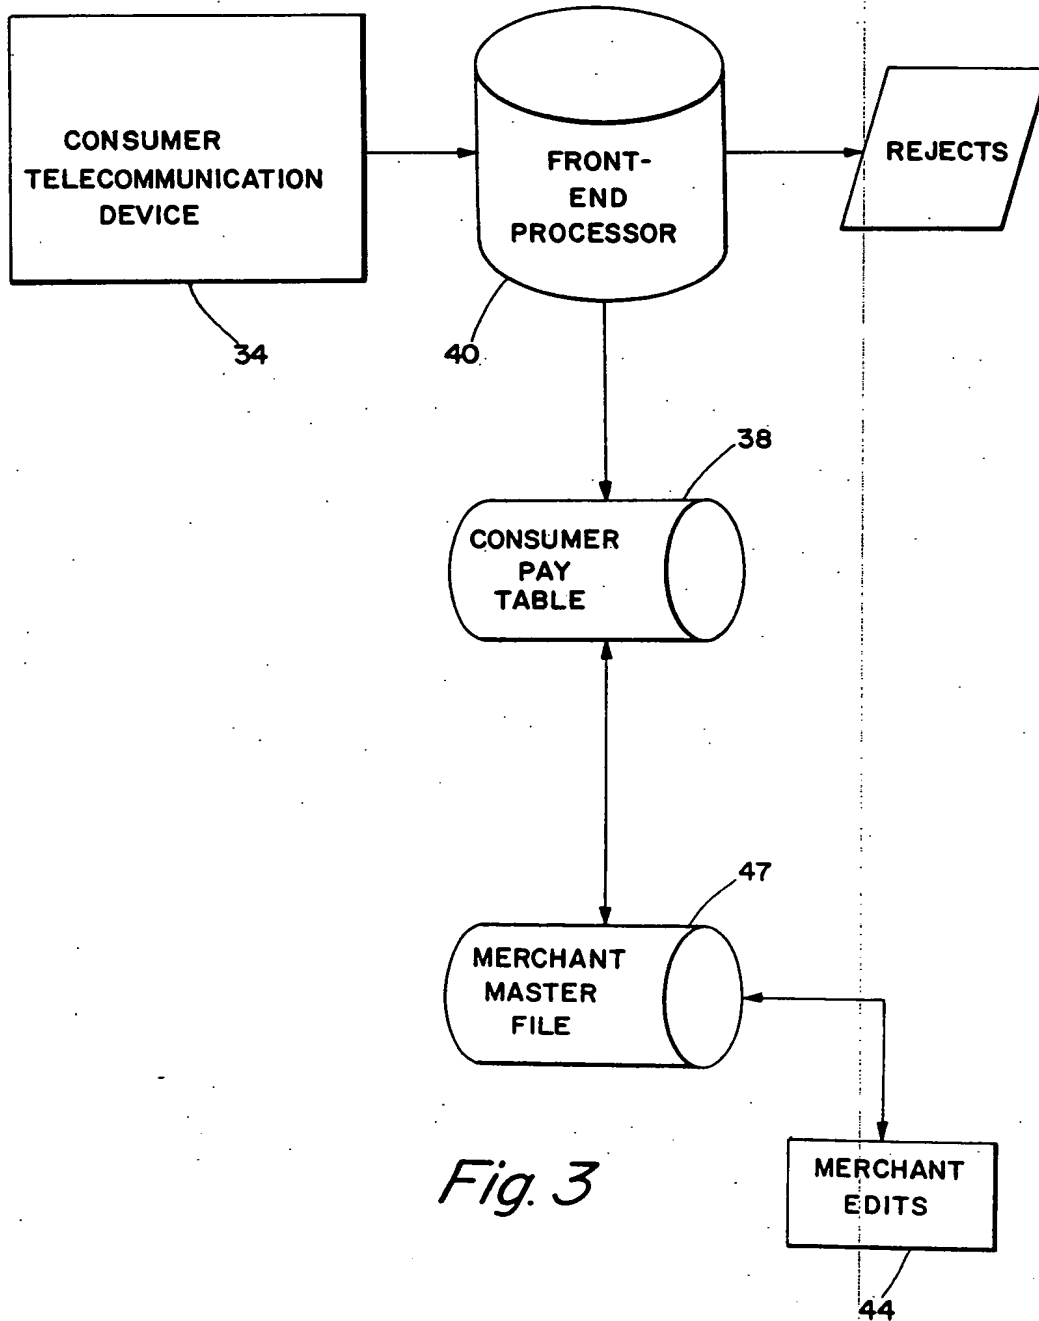 CONSUMER
TELECOMMUNICATION
DEVICE
34
FRONT-
END
PROCESSOR
40
REJECTS
38
CONSUMER
PAY
TABLE
47
MERCHANT
MASTER
FILE
MERCHANT
EDITS
44
Fig. 3